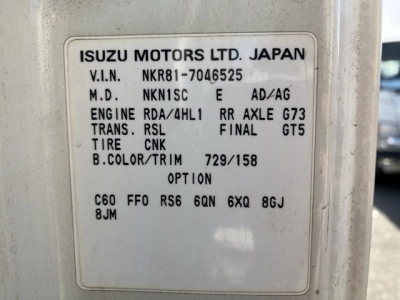 ISUZU MOTORS LTD. JAPAN
V.I.N. NKR81-7046525
M.D. NKN1SC E AD/AG
ENGINE RDA/4HL1 RR AXLE G73
TRANS. RSL FINAL GT5
TIRE CNK
B.COLOR/TRIM 729/158
OPTION
C60 FFO RS6 6QN 6XQ 8GJ
8JM